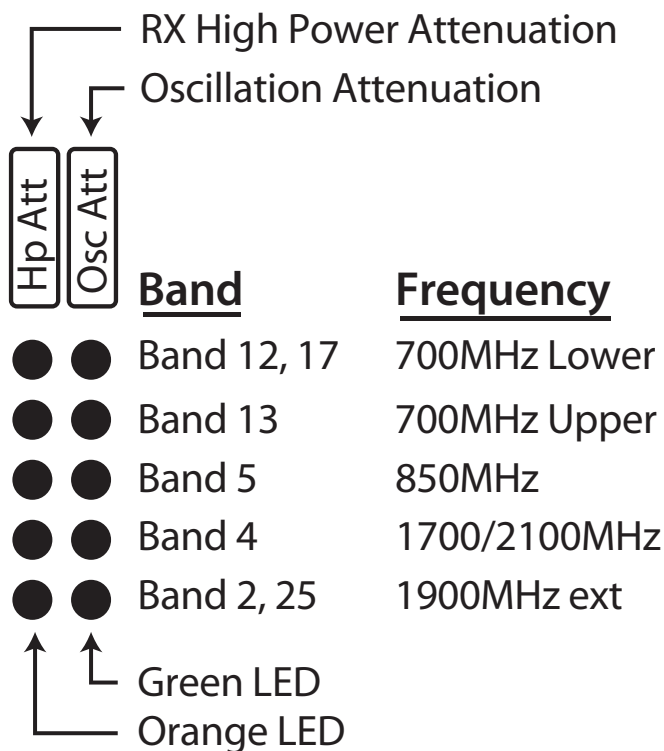 RX High Power Attenuation
Oscillation Attenuation
Hp Att
Osc Att
Band Frequency
Band 12, 17 700MHz Lower
Band 13 700MHz Upper
Band 5 850MHz
Band 4 1700/2100MHz
Band 2, 25 1900MHz ext
Green LED
Orange LED